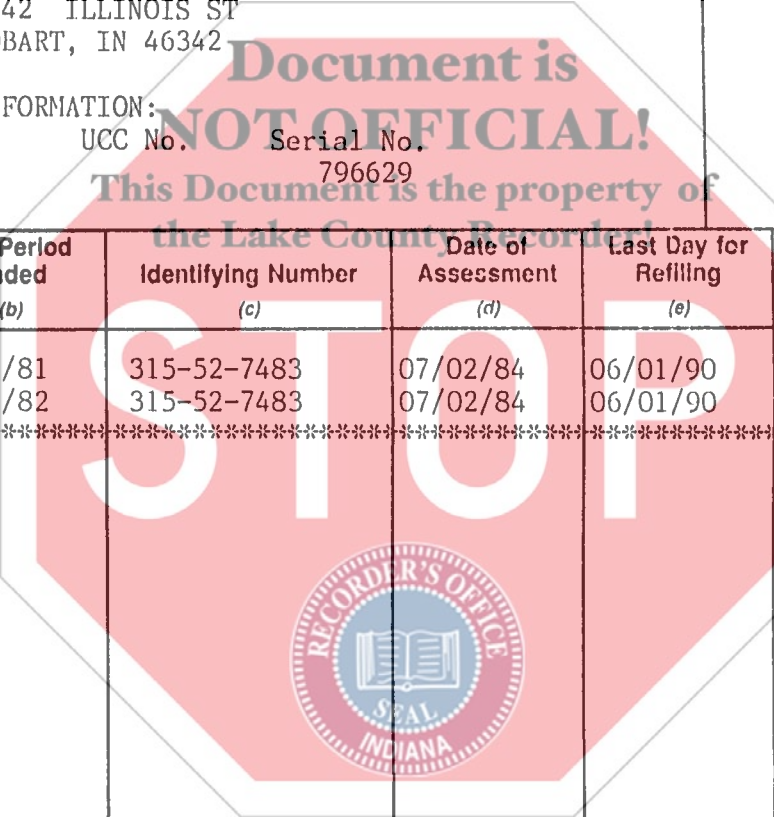 42 ILLINOIS ST
OBART, IN 46342
Document is
FORMATION:
NOT OFFICIAL!
UCC No. Serial No.
796629
This Document is the property of
the Lake County Recorder!
Period
Identifying Number
Date of Assessment
Last Day for Refiling
(b) (c) (d) (e)
/81 315-52-7483 07/02/84 06/01/90
/82 315-52-7483 07/02/84 06/01/90
STOP
RECORDER'S OFFICE
SEAL
INDIANA